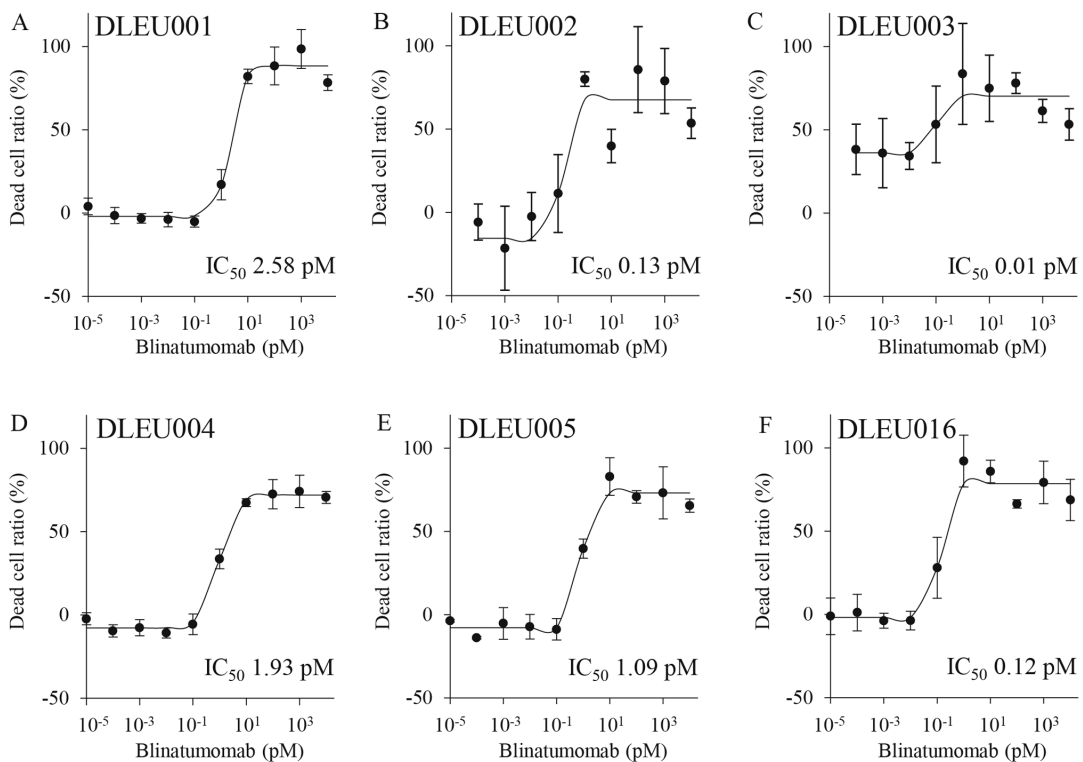 A
DLEU001
Dead cell ratio (%)
100
50
0
-50
IC₅₀ 2.58 pM
10⁻⁵ 10⁻³ 10⁻¹ 10¹ 10³
Blinatumomab (pM)
B
DLEU002
Dead cell ratio (%)
100
50
0
-50
IC₅₀ 0.13 pM
10⁻⁵ 10⁻³ 10⁻¹ 10¹ 10³
Blinatumomab (pM)
C
DLEU003
Dead cell ratio (%)
100
50
0
-50
IC₅₀ 0.01 pM
10⁻⁵ 10⁻³ 10⁻¹ 10¹ 10³
Blinatumomab (pM)
D
DLEU004
Dead cell ratio (%)
100
50
0
-50
IC₅₀ 1.93 pM
10⁻⁵ 10⁻³ 10⁻¹ 10¹ 10³
Blinatumomab (pM)
E
DLEU005
Dead cell ratio (%)
100
50
0
-50
IC₅₀ 1.09 pM
10⁻⁵ 10⁻³ 10⁻¹ 10¹ 10³
Blinatumomab (pM)
F
DLEU016
Dead cell ratio (%)
100
50
0
-50
IC₅₀ 0.12 pM
10⁻⁵ 10⁻³ 10⁻¹ 10¹ 10³
Blinatumomab (pM)